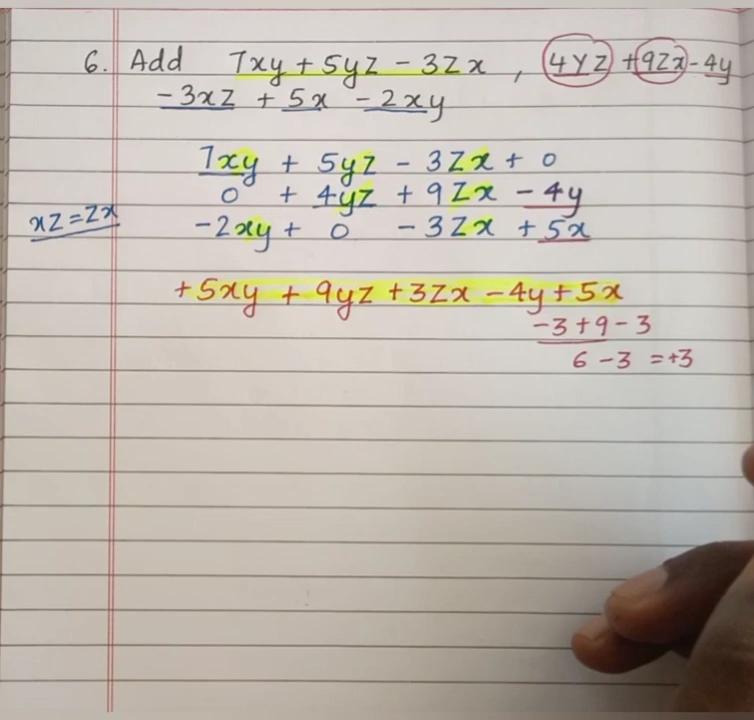 6. Add 7xy + 5yz - 3zx , 4yz + 9zx - 4y
- 3xz + 5x - 2xy
7xy + 5yz - 3zx + 0
0 + 4yz + 9zx - 4y
xz = zx
-2xy + 0 - 3zx + 5x
+5xy + 9yz + 3zx - 4y + 5x
-3 + 9 - 3
6 - 3 = +3